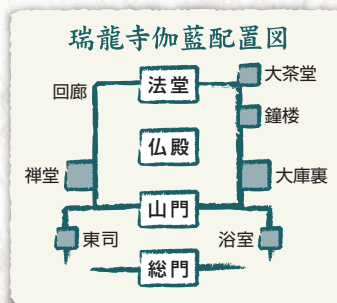 瑞龍寺伽藍配置図
法堂
大茶堂
回廊
鐘楼
仏殿
禅堂
大庫裏
山門
東司
浴室
総門